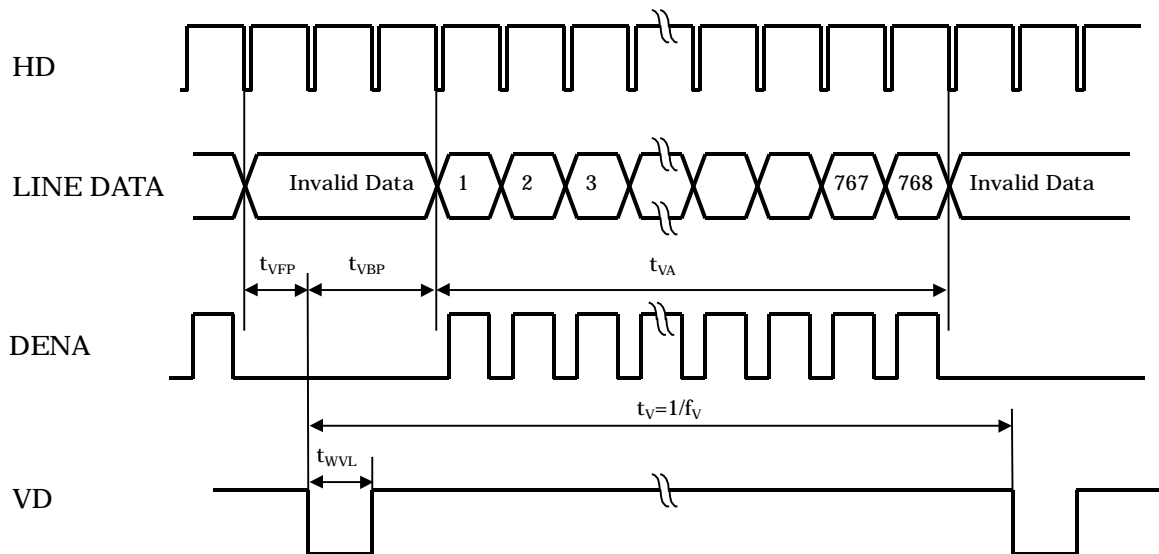 HD
LINE DATA
Invalid Data 1 2 3 767 768 Invalid Data
tVFP tVBP tVA
DENA
tV=1/fV
tWVL
VD